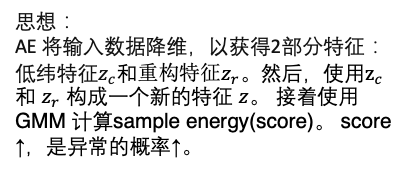 思想：
AE 将输入数据降维，以获得2部分特征：
低纬特征z_c和重构特征z_r。然后，使用z_c
和 z_r 构成一个新的特征 z。 接着使用
GMM 计算sample energy(score)。 score
↑，是异常的概率↑。